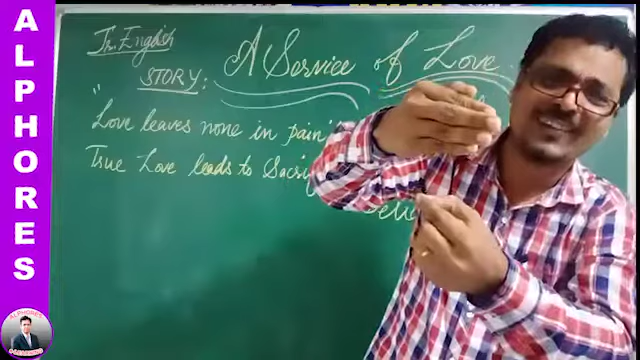 ALPHORES
Jr. English
STORY:
A Service of Love
"Love leaves none in pain"
True Love leads to Sacri